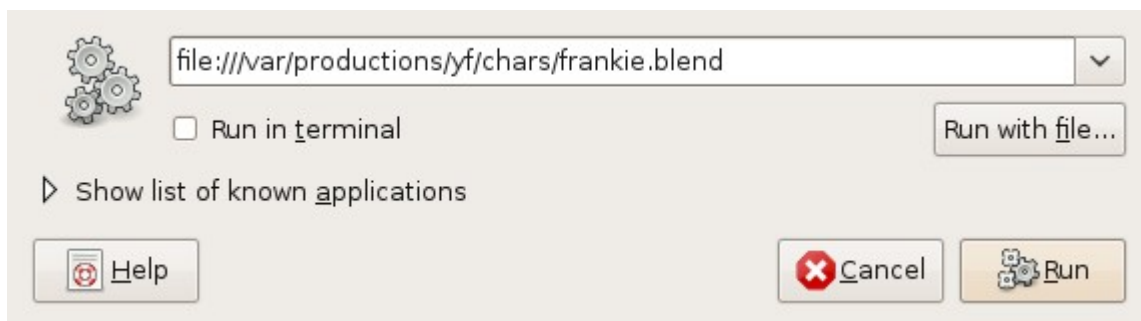 file:///var/productions/yf/chars/frankie.blend
Run in terminal
Run with file...
Show list of known applications
Help
Cancel
Run